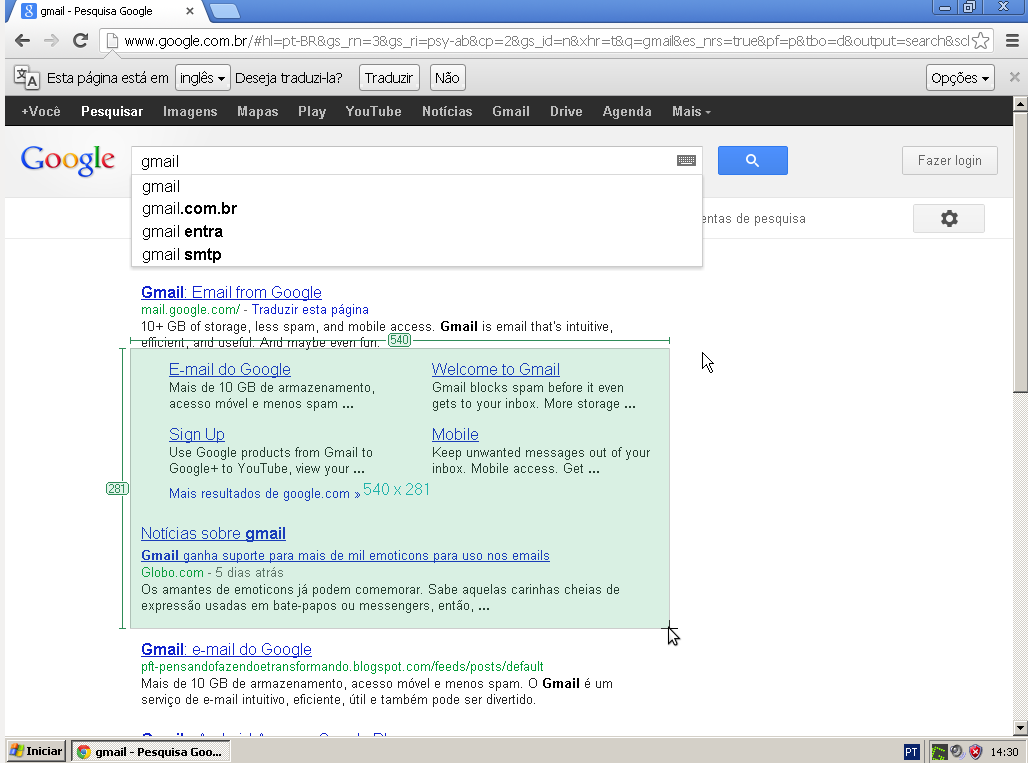 gmail - Pesquisa Google
www.google.com.br/#hl=pt-BR&gs_rn=3&gs_ri=psy-ab&cp=2&gs_id=n&xhr=t&q=gmail&es_nrs=true&pf=p&tbo=d&output=search&scl
Esta página está em inglês Deseja traduzi-la? Traduzir Não Opções
+Você Pesquisar Imagens Mapas Play YouTube Notícias Gmail Drive Agenda Mais
Google gmail Fazer login
gmail
gmail.com.br
entas de pesquisa
gmail entra
gmail smtp
Gmail: Email from Google
mail.google.com/ - Traduzir esta página
10+ GB of storage, less spam, and mobile access. Gmail is email that's intuitive,
efficient, and useful. And maybe even fun. 540
E-mail do Google
Mais de 10 GB de armazenamento,
acesso móvel e menos spam ...
Welcome to Gmail
Gmail blocks spam before it even
gets to your inbox. More storage ...
Sign Up
Use Google products from Gmail to
Google+ to YouTube, view your ...
Mobile
Keep unwanted messages out of your
inbox. Mobile access. Get ...
281 Mais resultados de google.com » 540 x 281
Notícias sobre gmail
Gmail ganha suporte para mais de mil emoticons para uso nos emails
Globo.com - 5 dias atrás
Os amantes de emoticons já podem comemorar. Sabe aquelas carinhas cheias de
expressão usadas em bate-papos ou messengers, então, ...
Gmail: e-mail do Google
pft-pensandofazendoetransformando.blogspot.com/feeds/posts/default
Mais de 10 GB de armazenamento, acesso móvel e menos spam. O Gmail é um
serviço de e-mail intuitivo, eficiente, útil e também pode ser divertido.
Iniciar gmail - Pesquisa Goo... PT 14:30